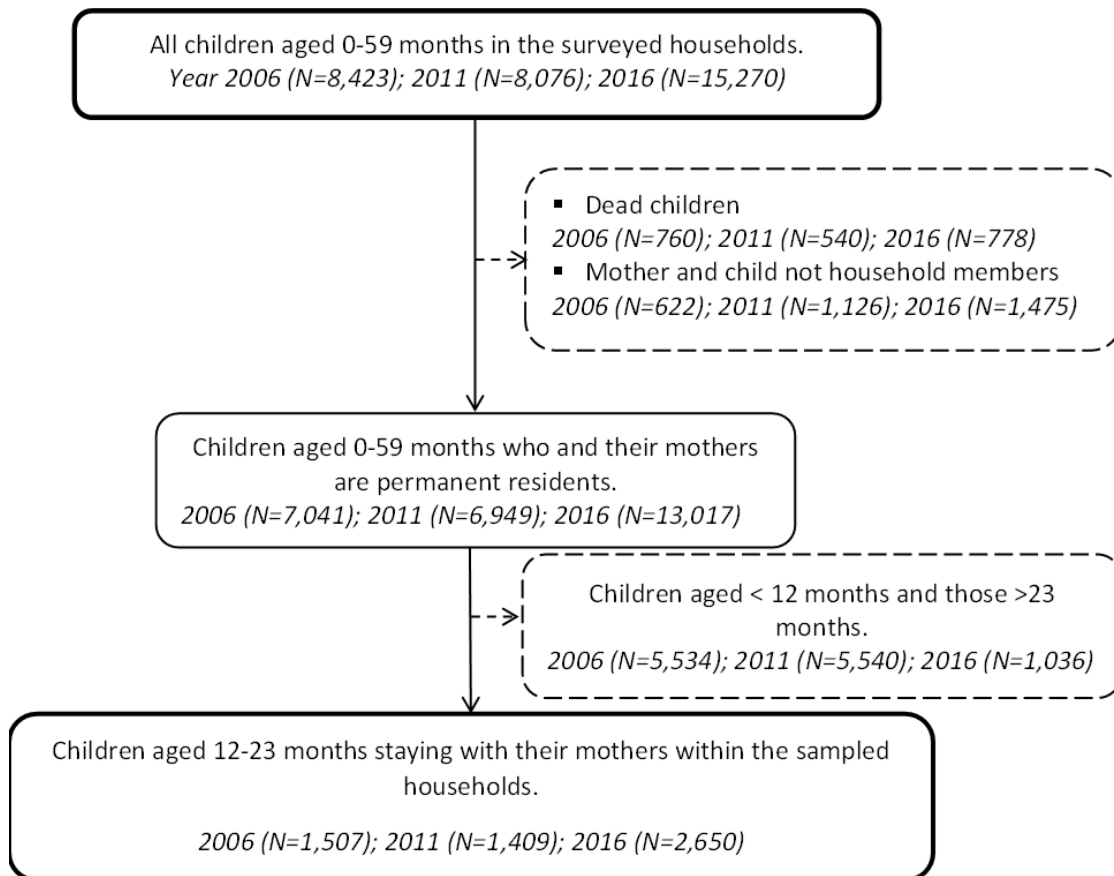 All children aged 0-59 months in the surveyed households.
Year 2006 (N=8,423); 2011 (N=8,076); 2016 (N=15,270)
▪ Dead children
2006 (N=760); 2011 (N=540); 2016 (N=778)
▪ Mother and child not household members
2006 (N=622); 2011 (N=1,126); 2016 (N=1,475)
Children aged 0-59 months who and their mothers
are permanent residents.
2006 (N=7,041); 2011 (N=6,949); 2016 (N=13,017)
Children aged < 12 months and those >23
months.
2006 (N=5,534); 2011 (N=5,540); 2016 (N=1,036)
Children aged 12-23 months staying with their mothers within the sampled
households.
2006 (N=1,507); 2011 (N=1,409); 2016 (N=2,650)